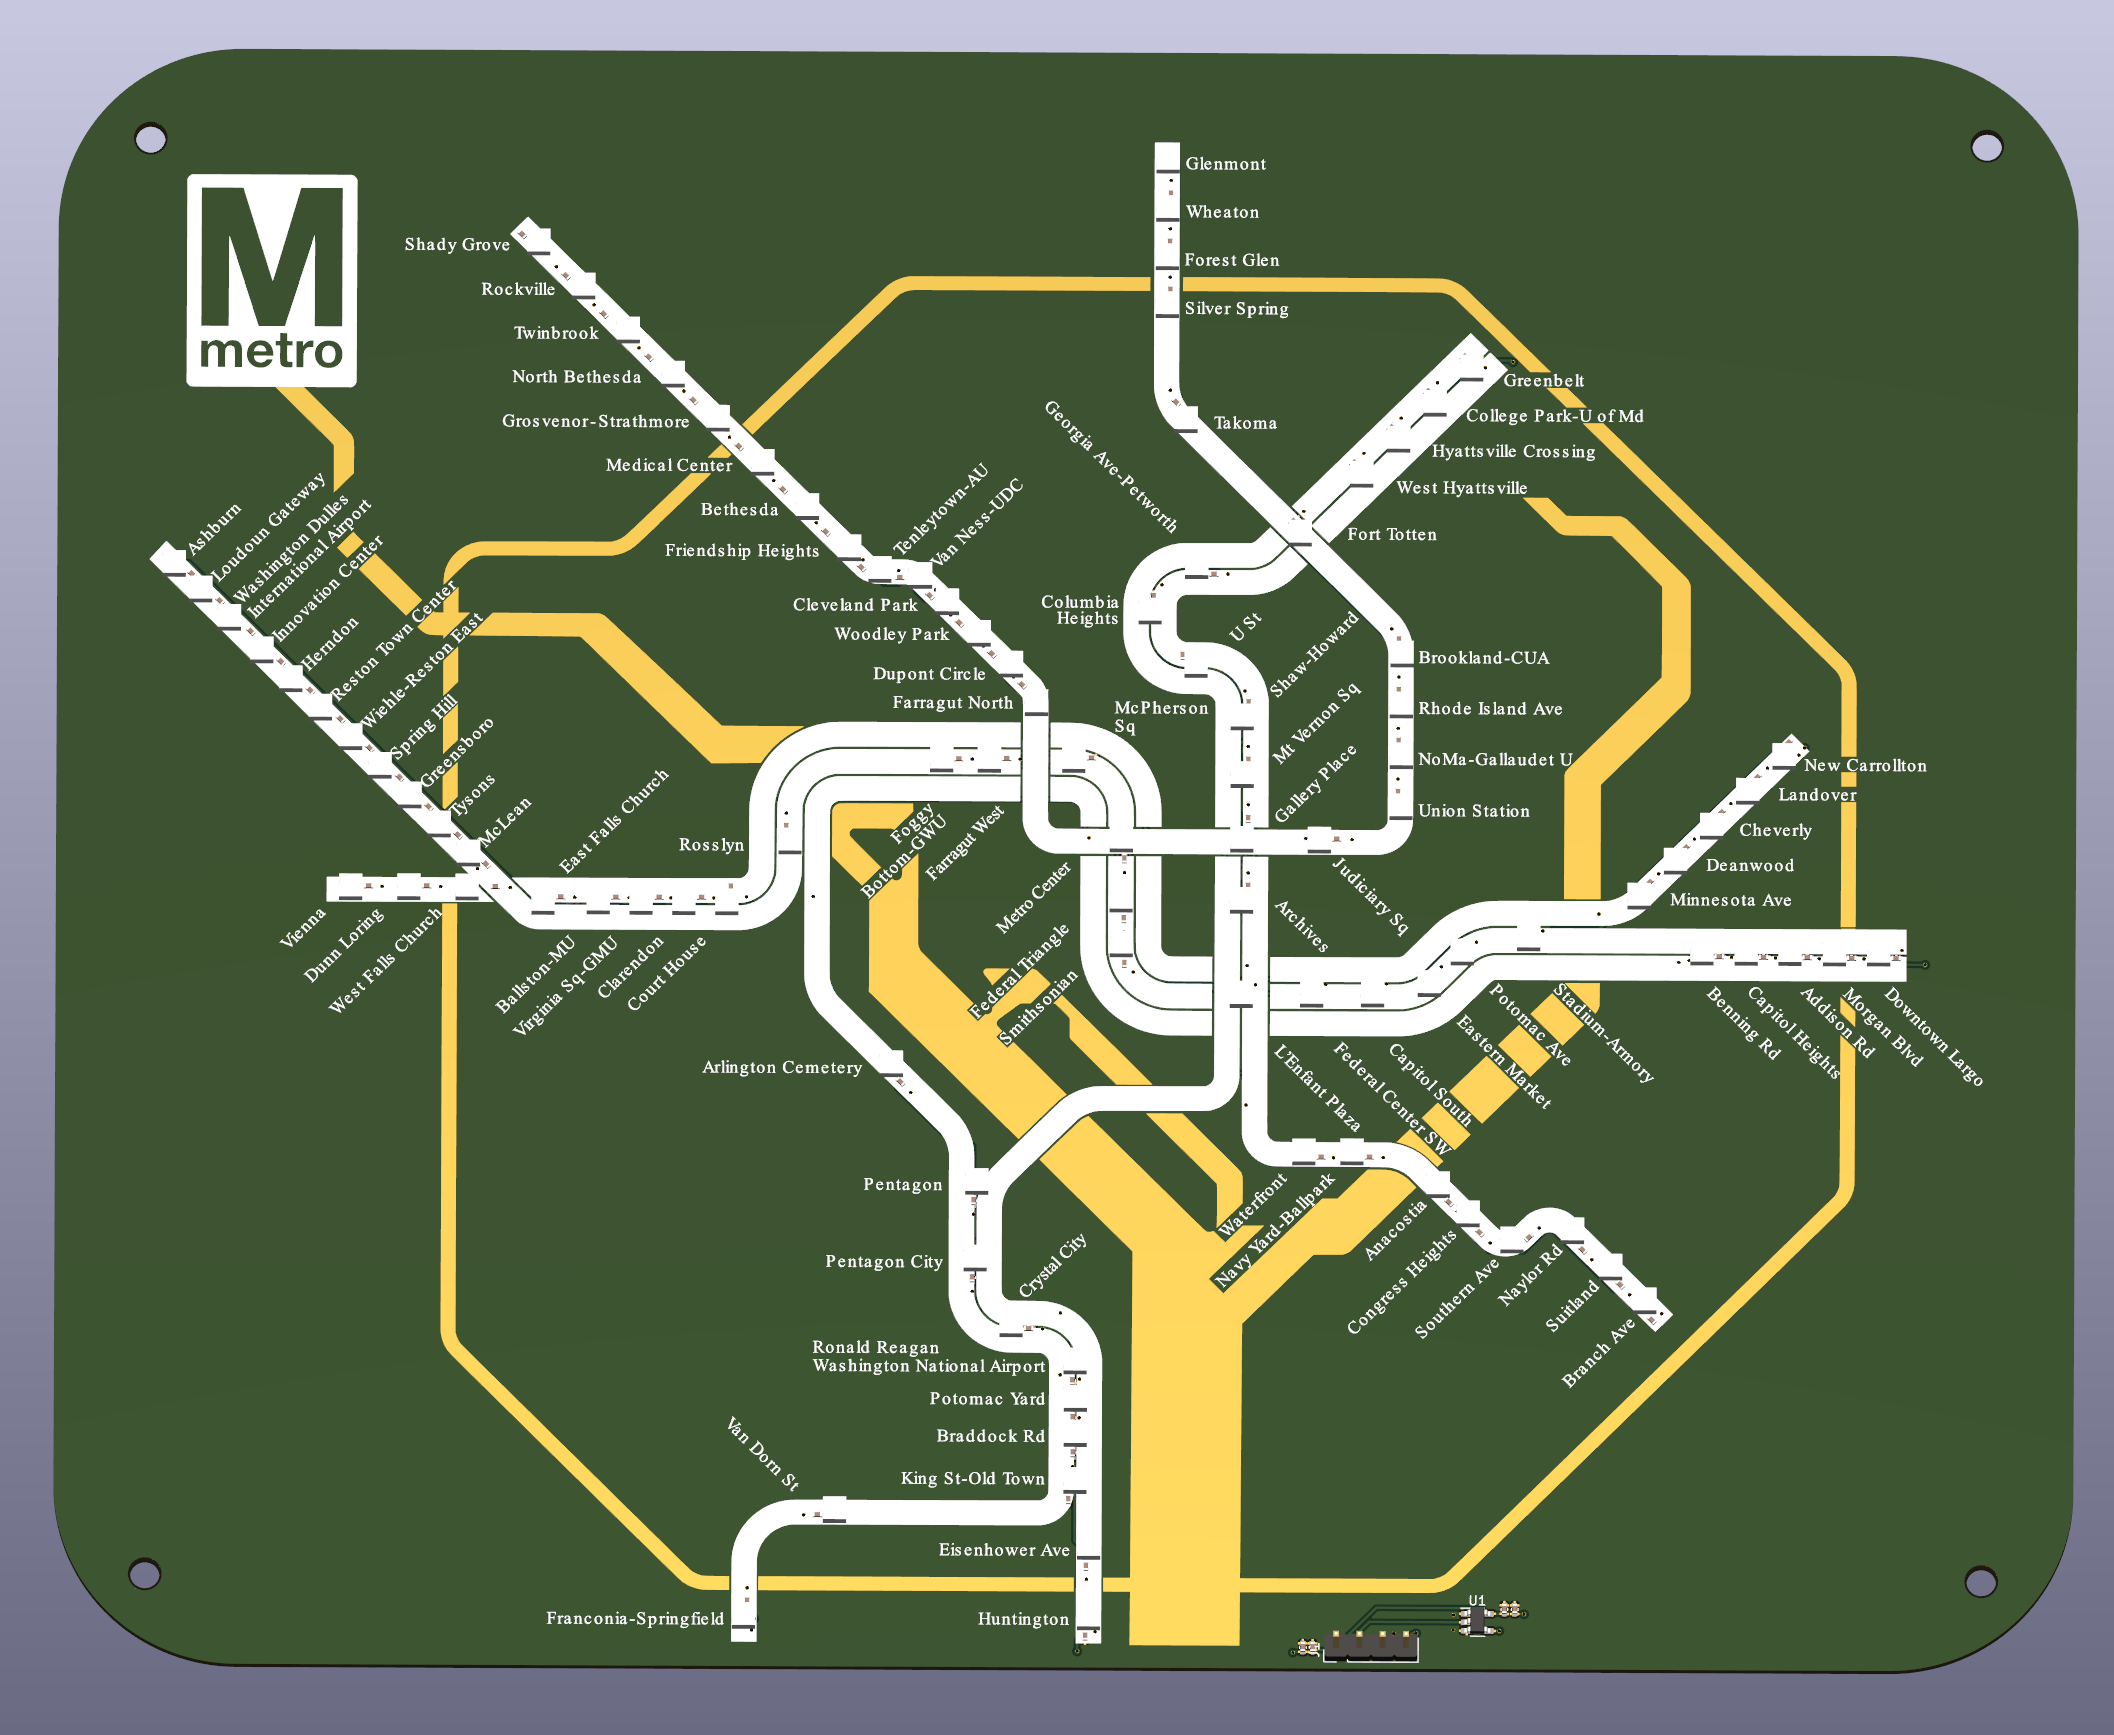 M
metro
Glenmont
Wheaton
Forest Glen
Silver Spring
Takoma
Shady Grove
Rockville
Twinbrook
North Bethesda
Grosvenor-Strathmore
Medical Center
Bethesda
Friendship Heights
Tenleytown-AU
Van Ness-UDC
Cleveland Park
Woodley Park
Dupont Circle
Farragut North
Greenbelt
College Park-U of Md
Hyattsville Crossing
West Hyattsville
Fort Totten
Georgia Ave-Petworth
Columbia
Heights
U St
Shaw-Howard
Mt Vernon Sq
Gallery Place
McPherson
Sq
Brookland-CUA
Rhode Island Ave
NoMa-Gallaudet U
Union Station
Judiciary Sq
Ashburn
Loudoun Gateway
Washington Dulles
International Airport
Innovation Center
Herndon
Reston Town Center
Wiehle-Reston East
Spring Hill
Greensboro
Tysons
McLean
East Falls Church
Vienna
Dunn Loring
West Falls Church
Ballston-MU
Virginia Sq-GMU
Clarendon
Court House
Rosslyn
Foggy
Bottom-GWU
Farragut West
Metro Center
Federal Triangle
Smithsonian
Archives
L'Enfant Plaza
Federal Center SW
Capitol South
Eastern Market
Potomac Ave
Stadium-Armory
New Carrollton
Landover
Cheverly
Deanwood
Minnesota Ave
Benning Rd
Capitol Heights
Addison Rd
Morgan Blvd
Downtown Largo
Arlington Cemetery
Pentagon
Pentagon City
Crystal City
Ronald Reagan
Washington National Airport
Potomac Yard
Braddock Rd
King St-Old Town
Van Dorn St
Franconia-Springfield
Eisenhower Ave
Huntington
Waterfront
Navy Yard-Ballpark
Anacostia
Congress Heights
Southern Ave
Naylor Rd
Suitland
Branch Ave
U1